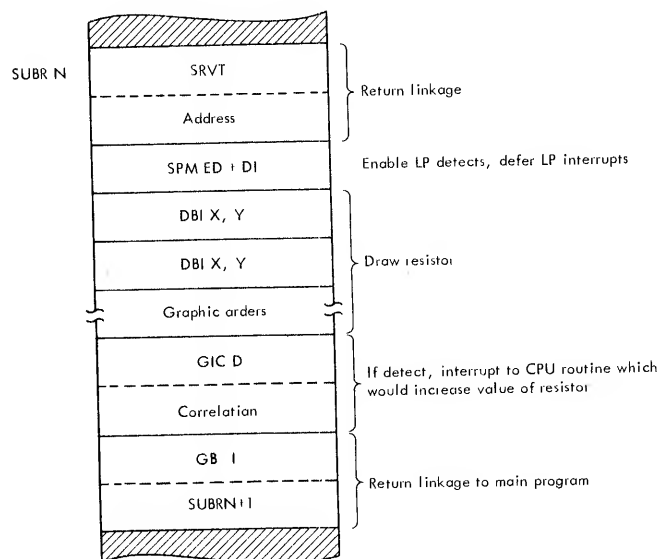 SUBR N
SRVT
Address
Return linkage
SPM ED + DI
Enable LP detects, defer LP interrupts
DBI X, Y
DBI X, Y
Graphic arders
Draw resistor
GIC D
Correlation
If detect, interrupt to CPU routine which
would increase value of resistor
GB I
SUBRN+1
Return linkage to main program